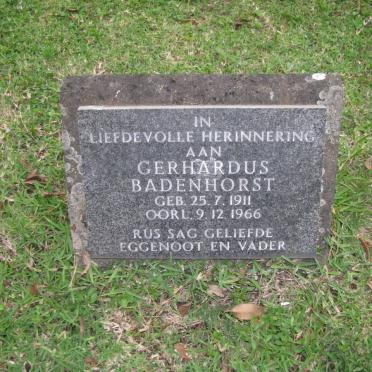 IN
LIEFDEVOLLE HERINNERING
AAN
GERHARDUS
BADENHORST
GEB. 25. 7. 1911
OORL. 9. 12. 1966
RUS SAG GELIEFDE
EGGENOOT EN VADER